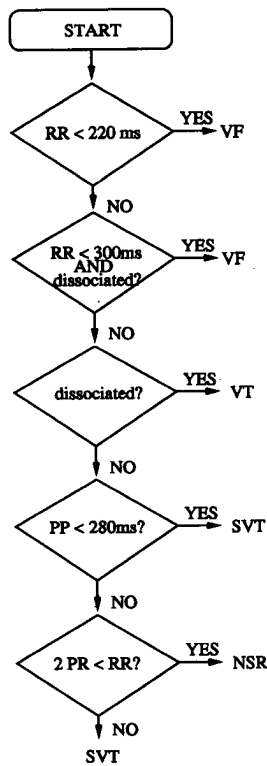 START
RR < 220 ms
YES
VF
NO
RR < 300ms
AND
dissociated?
YES
VF
NO
dissociated?
YES
VT
NO
PP < 280ms?
YES
SVT
NO
2 PR < RR?
YES
NSR
NO
SVT